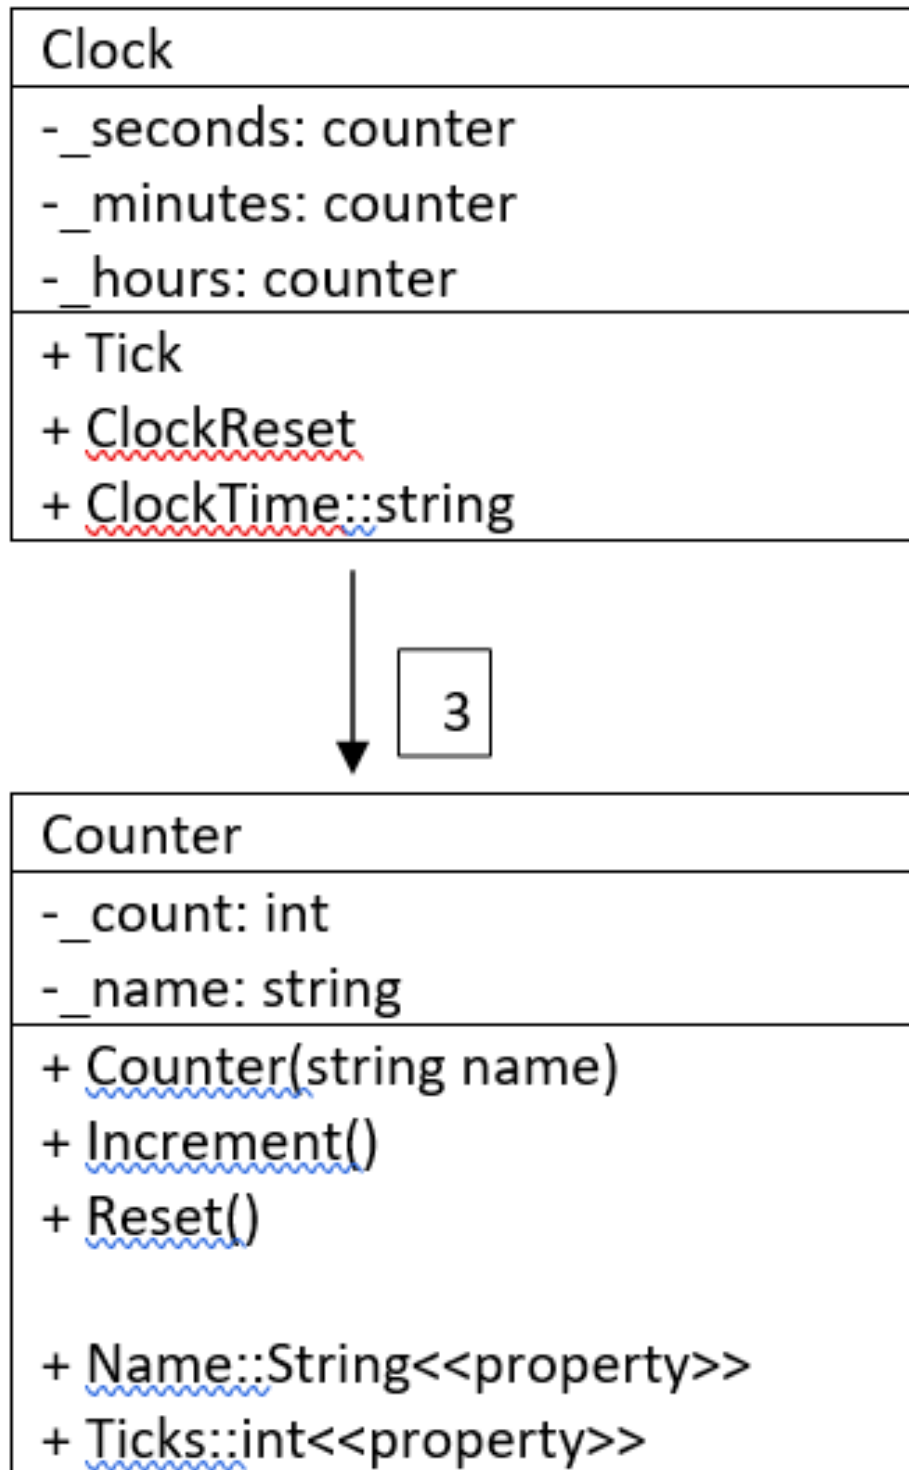 Clock
-_seconds: counter
-_minutes: counter
-_hours: counter
+ Tick
+ ClockReset
+ ClockTime::string
3
Counter
-_count: int
-_name: string
+ Counter(string name)
+ Increment()
+ Reset()
+ Name::String<<property>>
+ Ticks::int<<property>>